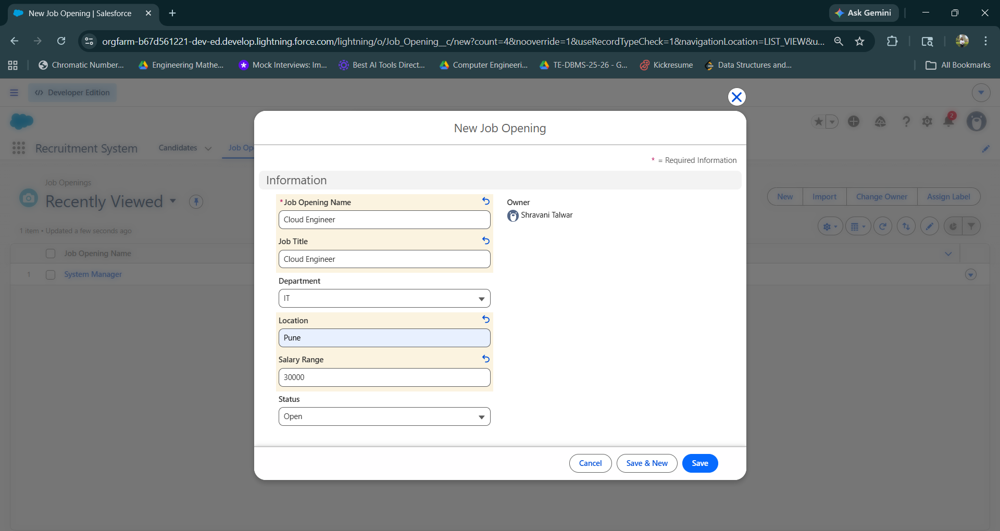 New Job Opening | Salesforce
Ask Gemini
orgfarm-b67d561221-dev-ed.develop.lightning.force.com/lightning/o/Job_Opening__c/new?count=4&nooverride=1&useRecordTypeCheck=1&navigationLocation=LIST_VIEW&u...
Chromatic Number...
Engineering Mathe...
Mock Interviews: Im...
Best AI Tools Direct...
Computer Engineeri...
TE-DBMS-25-26 - G...
Kickresume
Data Structures and...
All Bookmarks
Developer Edition
2
Recruitment System
Candidates
Job Op
Job Openings
Recently Viewed
New
Import
Change Owner
Assign Label
1 item • Updated a few seconds ago
Job Opening Name
1 System Manager
New Job Opening
* = Required Information
Information
*Job Opening Name
Cloud Engineer
Owner
Shravani Talwar
Job Title
Cloud Engineer
Department
IT
Location
Pune
Salary Range
30000
Status
Open
Cancel
Save & New
Save